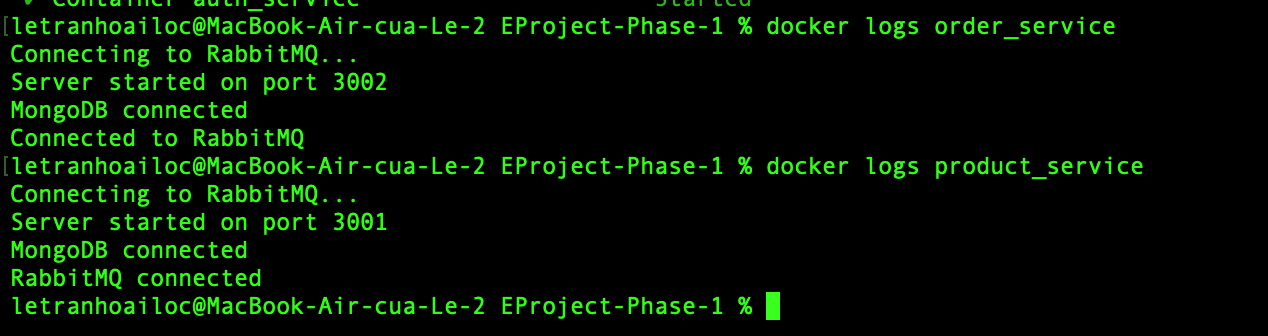 ✓ Container auth_service Started
[letranhoailoc@MacBook-Air-cua-Le-2 EProject-Phase-1 % docker logs order_service
Connecting to RabbitMQ...
Server started on port 3002
MongoDB connected
Connected to RabbitMQ
[letranhoailoc@MacBook-Air-cua-Le-2 EProject-Phase-1 % docker logs product_service
Connecting to RabbitMQ...
Server started on port 3001
MongoDB connected
RabbitMQ connected
letranhoailoc@MacBook-Air-cua-Le-2 EProject-Phase-1 %